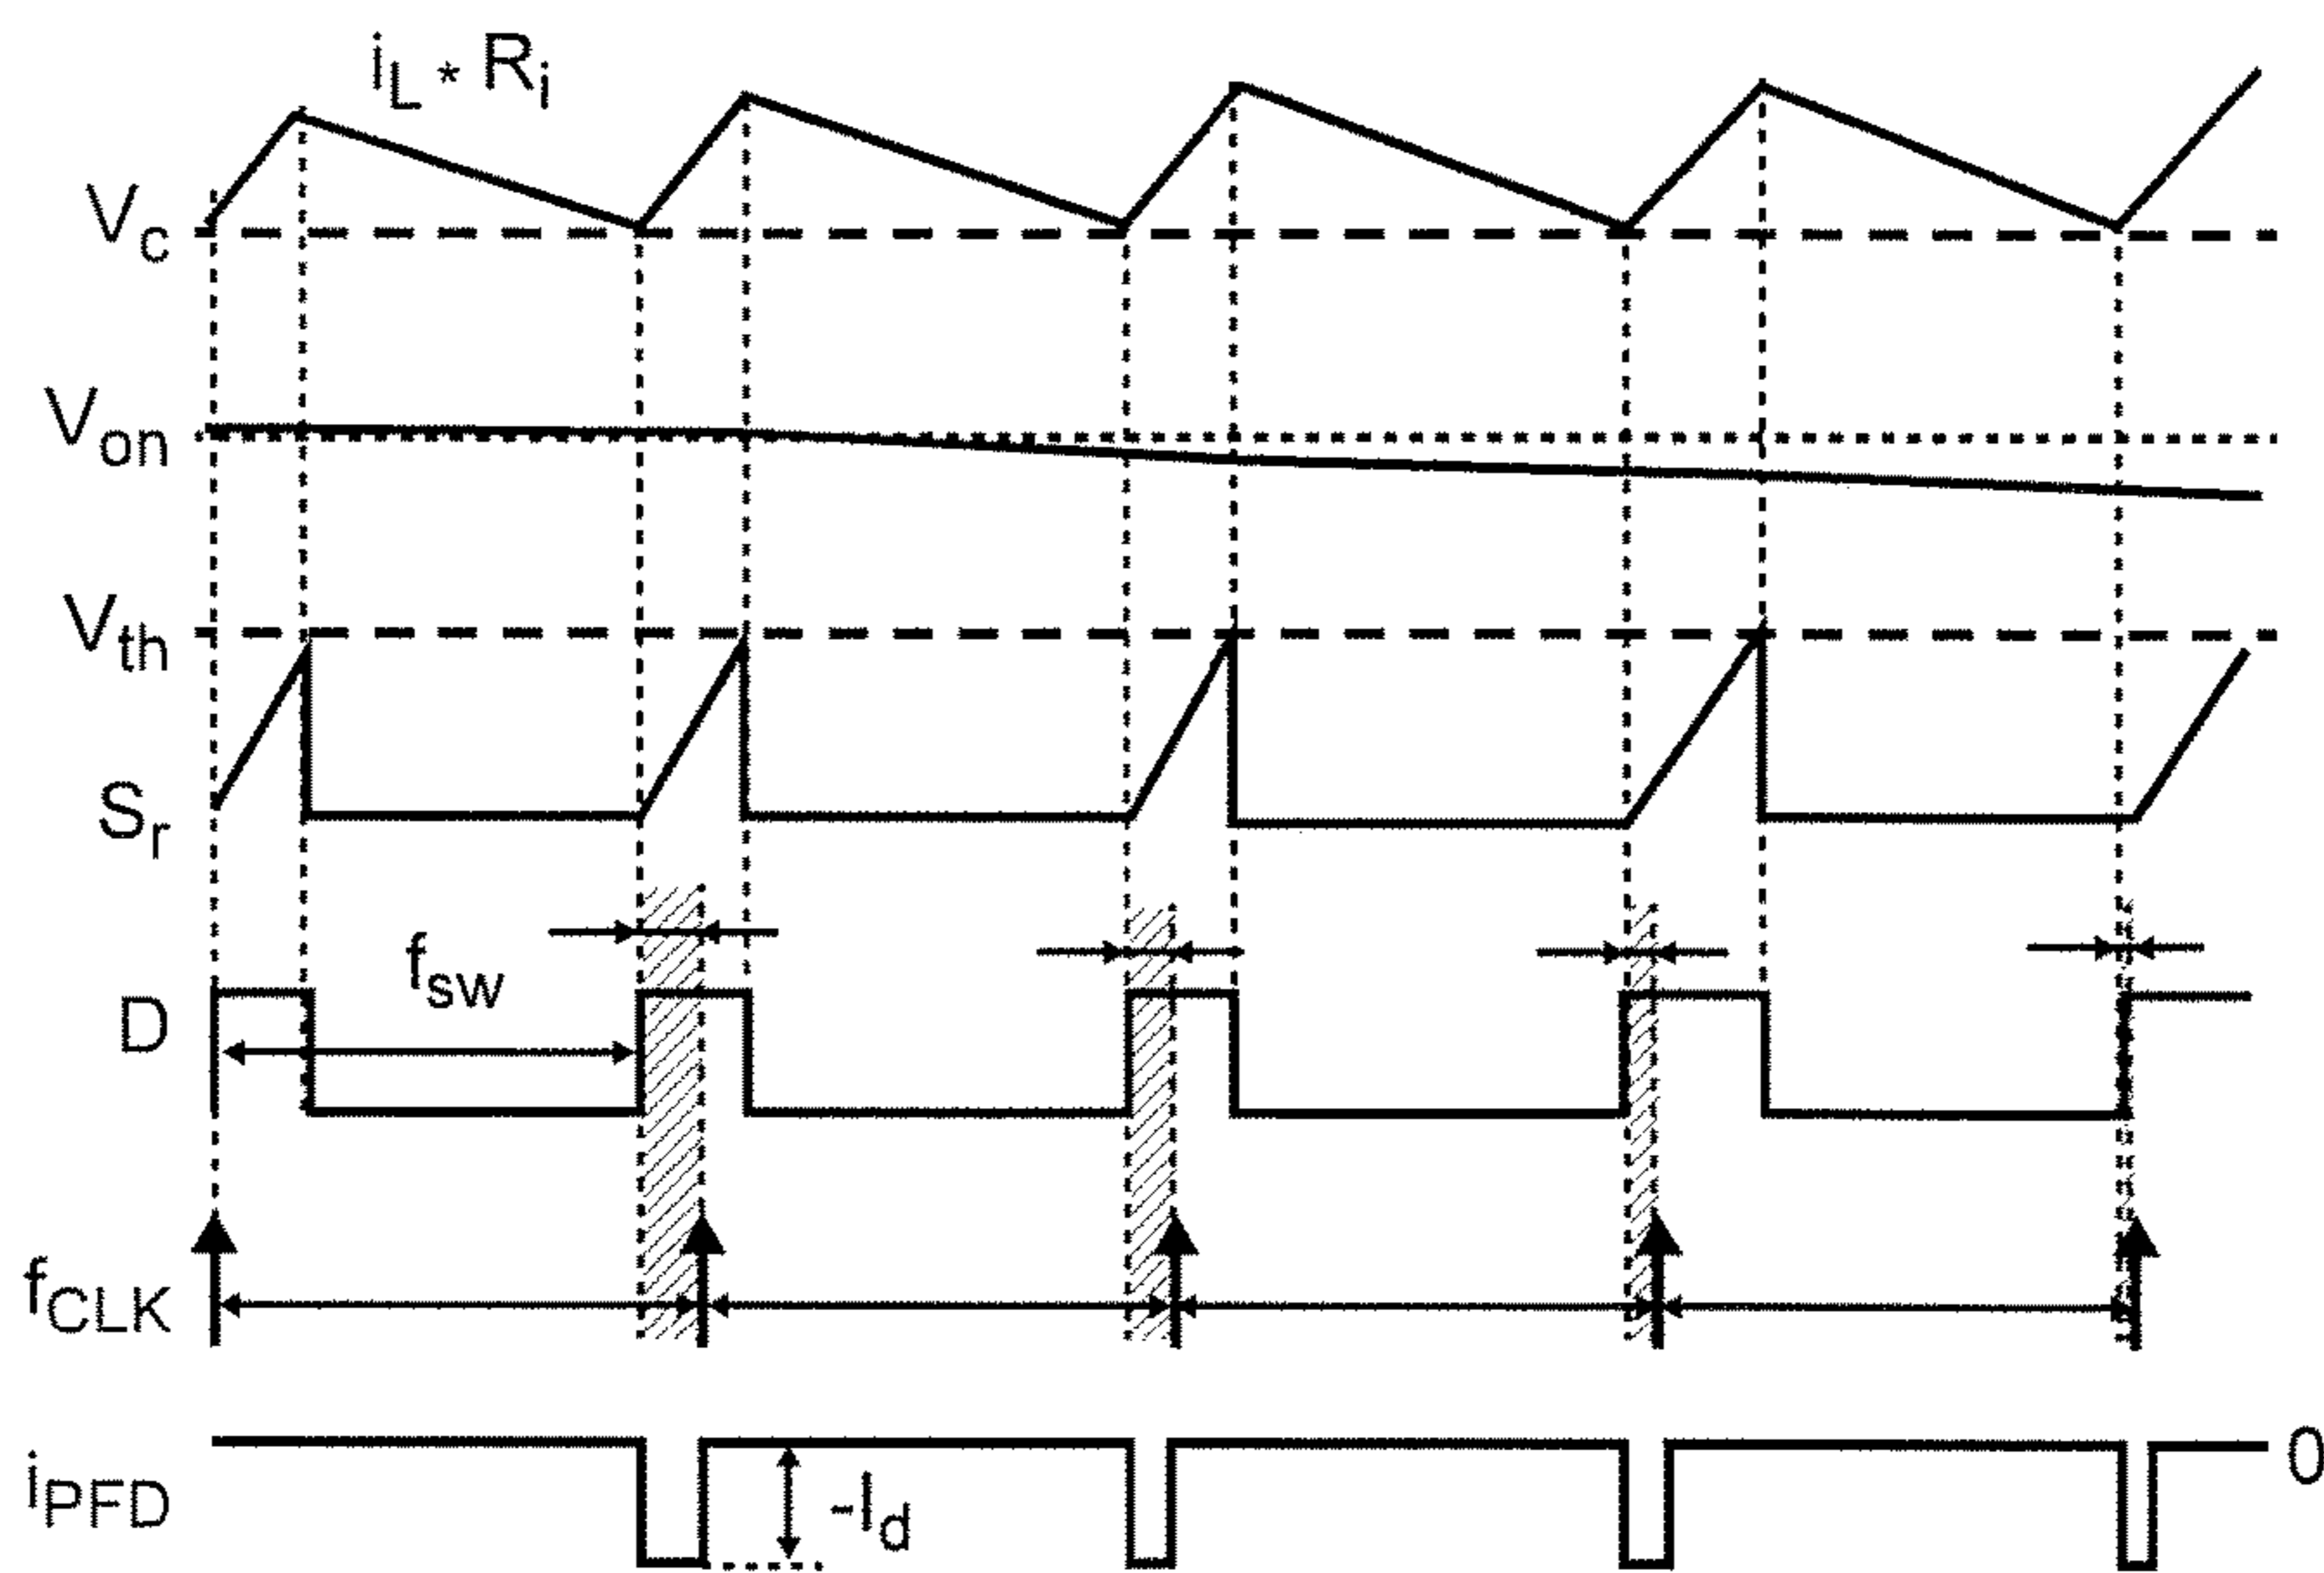 iL * Ri
Vc
Von
Vth
Sr
fsw
D
fCLK
iPFD
-Id
0